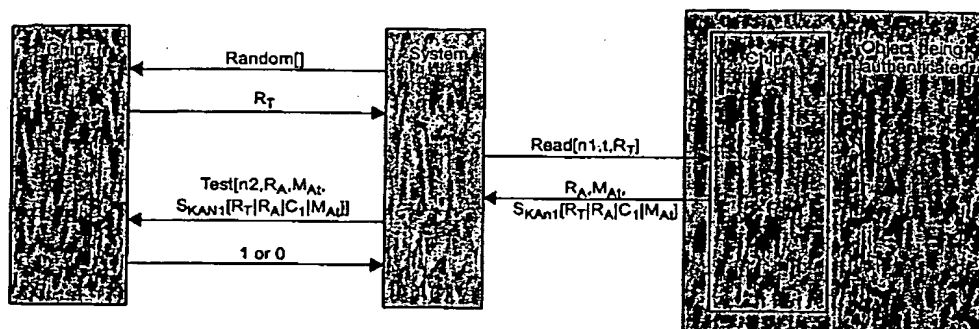 ChipT
System
ChipA
Object being
authenticated
Random[]
R_T
Read[n1,t,R_T]
R_A,M_At,
S_KAn1[R_T|R_A|C_1|M_At]
Test[n2,R_A,M_At,
S_KAN1[R_T|R_A|C_1|M_At]]
1 or 0